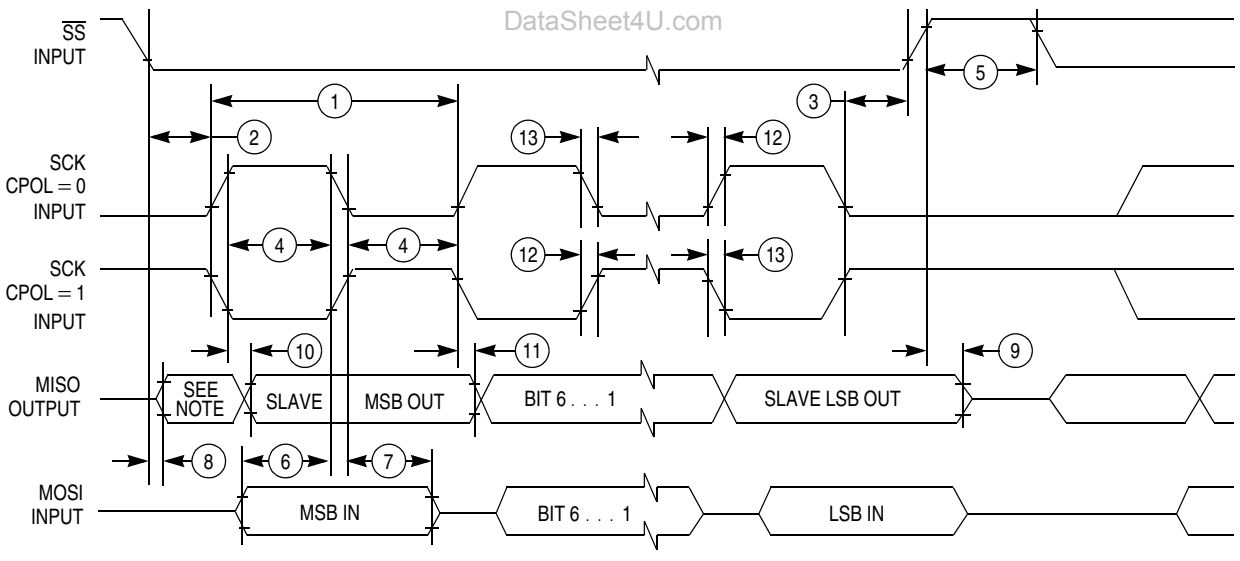 DataSheet4U.com
SS
INPUT
5
1
3
2
13
12
SCK
CPOL = 0
INPUT
4
4
12
13
SCK
CPOL = 1
INPUT
10
11
9
MISO
OUTPUT
SEE
NOTE
SLAVE
MSB OUT
BIT 6 . . . 1
SLAVE LSB OUT
8
6
7
MOSI
INPUT
MSB IN
BIT 6 . . . 1
LSB IN